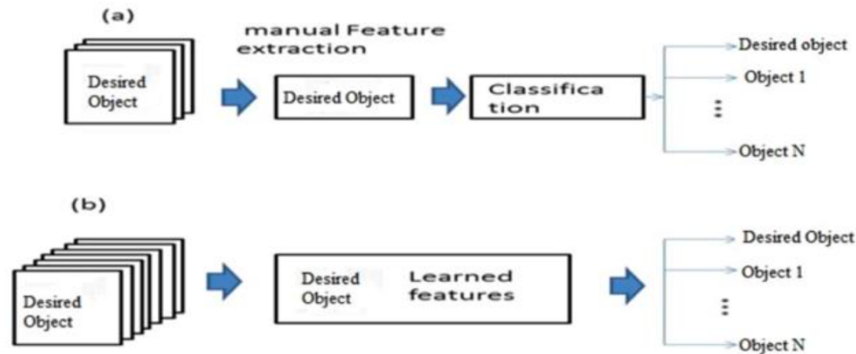 (a)
manual Feature
extraction
Desired
Object
Desired Object
Classifica
tion
Desired object
Object 1
Object N
(b)
Desired
Object
Desired
Object
Learned
features
Desired Object
Object 1
Object N